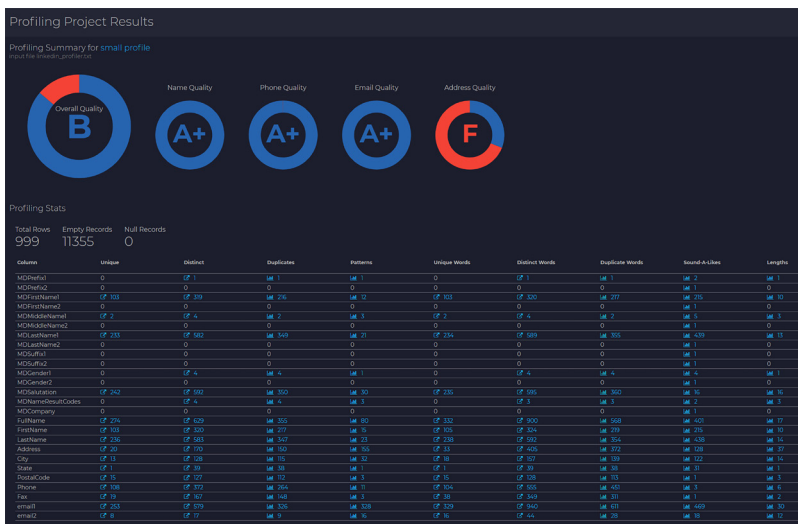 Profiling Project Results
Profiling Summary for small profile
input file linkedin_profiler.txt
Overall Quality
B
Name Quality
A+
Phone Quality
A+
Email Quality
A+
Address Quality
F
Profiling Stats
Total Rows Empty Records Null Records
999 11355 0
Column Unique Distinct Duplicates Patterns Unique Words Distinct Words Duplicate Words Sound-A-Likes Lengths
MDPrefix1 0 1 1 1 0 1 1 2 1
MDPrefix2 0 0 0 0 0 0 0 1 0
MDFirstName1 103 319 216 12 103 320 217 215 10
MDFirstName2 0 0 0 0 0 0 0 1 0
MDMiddleName1 2 4 2 3 2 4 2 5 3
MDMiddleName2 0 0 0 0 0 0 0 1 0
MDLastName1 233 582 349 21 234 589 355 439 13
MDLastName2 0 0 0 0 0 0 0 1 0
MDSuffix1 0 0 0 0 0 0 0 1 0
MDSuffix2 0 0 0 0 0 0 0 1 0
MDGender1 0 4 4 1 0 4 4 4 1
MDGender2 0 0 0 0 0 0 0 1 0
MDSalutation 242 592 350 30 235 595 360 16 16
MDNameResultCodes 0 4 4 3 0 3 3 2 3
MDCompany 0 0 0 0 0 0 0 1 0
FullName 274 629 355 80 332 900 568 401 17
FirstName 103 320 217 15 105 324 219 215 10
LastName 236 583 347 23 238 592 354 438 14
Address 20 170 150 155 33 405 372 128 37
City 13 128 115 32 18 157 139 122 14
State 1 39 38 1 1 39 38 31 1
PostalCode 15 127 112 3 15 128 113 1 3
Phone 108 372 264 11 104 555 451 3 6
Fax 19 167 148 3 38 349 311 1 2
email1 253 579 326 328 329 940 611 469 30
email2 8 17 9 16 16 44 28 18 12